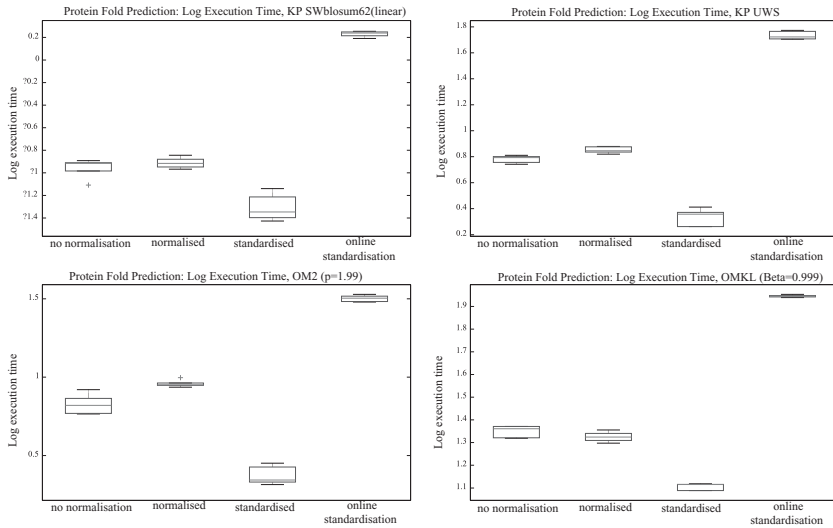 Protein Fold Prediction: Log Execution Time, KP SWblosum62(linear)
Log execution time
0.2
0
?0.2
?0.4
?0.6
?0.8
?1
?1.2
?1.4
no normalisation
normalised
standardised
online
standardisation
Protein Fold Prediction: Log Execution Time, KP UWS
Log execution time
1.8
1.6
1.4
1.2
1
0.8
0.6
0.4
0.2
no normalisation
normalised
standardised
online
standardisation
Protein Fold Prediction: Log Execution Time, OM2 (p=1.99)
Log execution time
1.5
1
0.5
no normalisation
normalised
standardised
online
standardisation
Protein Fold Prediction: Log Execution Time, OMKL (Beta=0.999)
Log execution time
1.9
1.8
1.7
1.6
1.5
1.4
1.3
1.2
1.1
no normalisation
normalised
standardised
online
standardisation